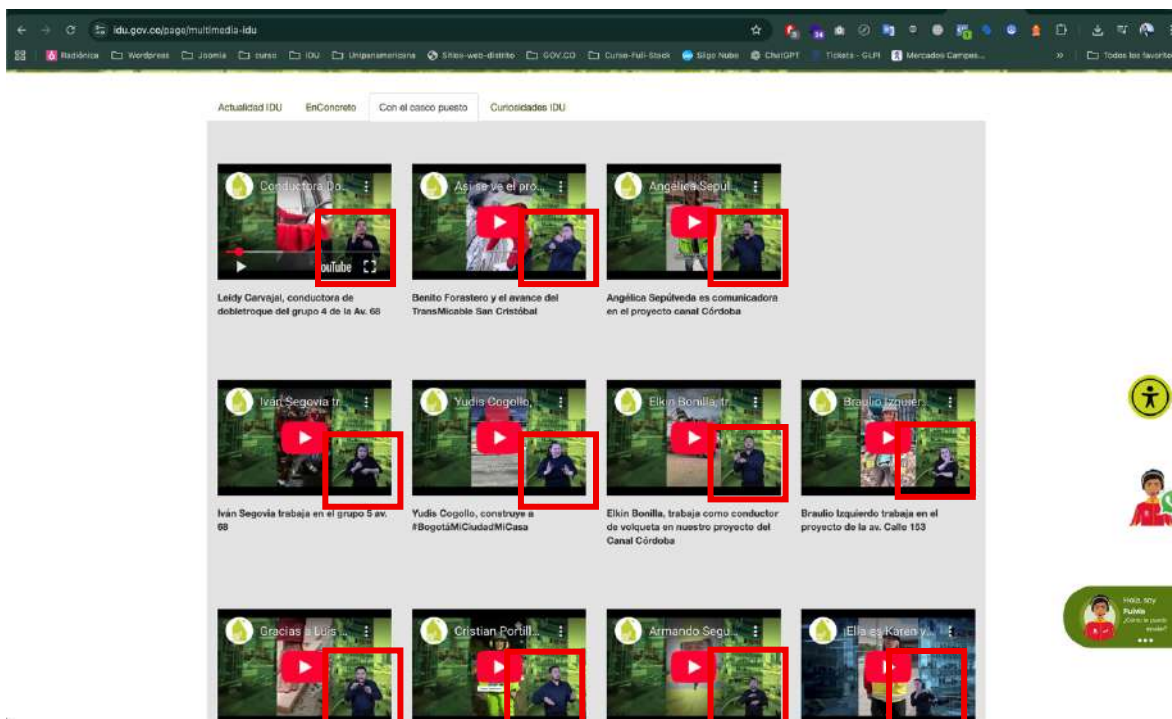 idu.gov.co/page/multimedia-idu
Radiónica Wordpress Joomla curso IDU Unipanamericana Sitios-web-distrito GOV.CO Curso-Full-Stack Siigo Nube ChatGPT Tickets - GLPI Mercadeo Campes... » Todos los favoritos
Actualidad IDU EnConcreto Con el casco puesto Curiosidades IDU
Conductora Do... Así se ve el pro... Angélica Sepúl...
YouTube
Leidy Carvajal, conductora de
dobletroque del grupo 4 de la Av. 68
Benito Forastero y el avance del
TransMicable San Cristóbal
Angélica Sepúlveda es comunicadora
en el proyecto canal Córdoba
Iván Segovia tr... Yudis Cogollo, ... Elkin Bonilla, tr... Braulio Izquier...
Iván Segovia trabaja en el grupo 5 av.
68
Yudis Cogollo, construye a
#BogotáMiCiudadMiCasa
Elkin Bonilla, trabaja como conductor
de volqueta en nuestro proyecto del
Canal Córdoba
Braulio Izquierdo trabaja en el
proyecto de la av. Calle 153
Gracias a Luis ... Cristian Portill... Armando Segu... ¡Ella es Karen y...
Hola, soy
Pulvia
¿Cómo te puedo
ayudar?